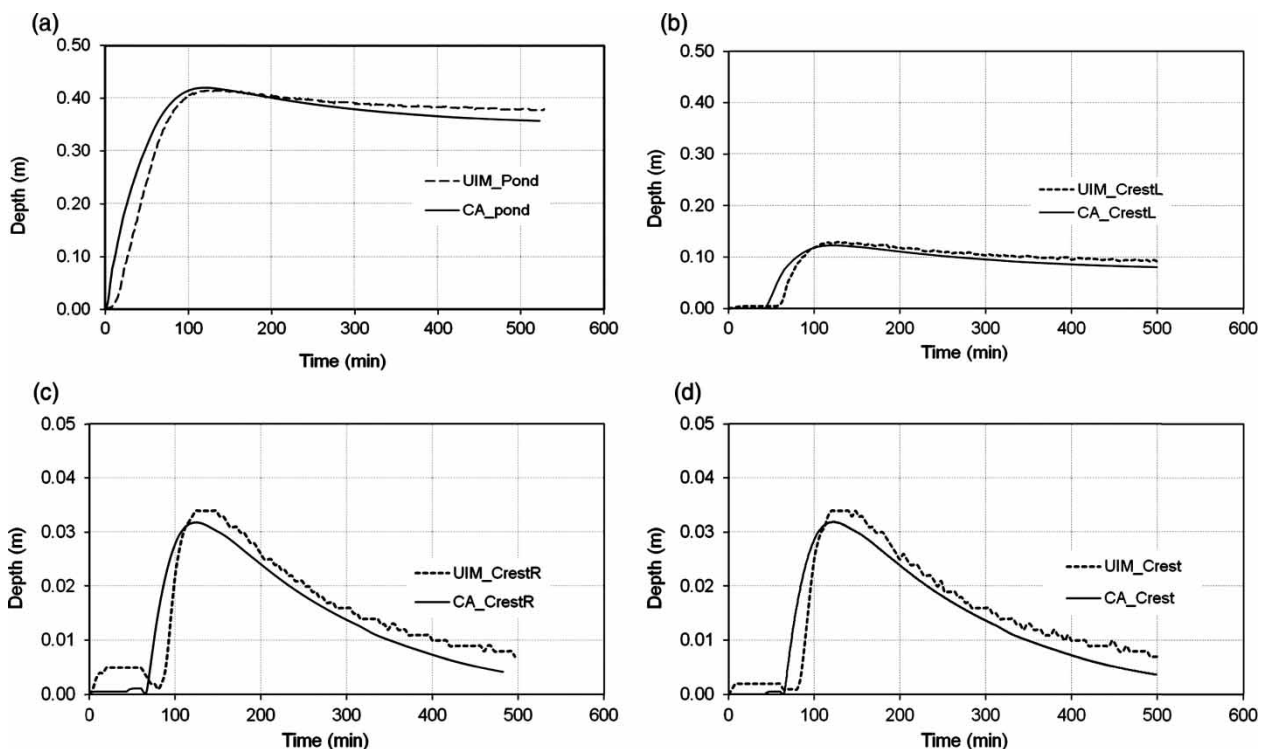 (a)
0.50
0.40
0.30
0.20
0.10
0.00
Depth (m)
UIM_Pond
CA_pond
0 100 200 300 400 500 600
Time (min)
(b)
0.50
0.40
0.30
0.20
0.10
0.00
Depth (m)
UIM_CrestL
CA_CrestL
0 100 200 300 400 500 600
Time (min)
(c)
0.05
0.04
0.03
0.02
0.01
0.00
Depth (m)
UIM_CrestR
CA_CrestR
0 100 200 300 400 500 600
Time (min)
(d)
0.05
0.04
0.03
0.02
0.01
0.00
Depth (m)
UIM_Crest
CA_Crest
0 100 200 300 400 500 600
Time (min)